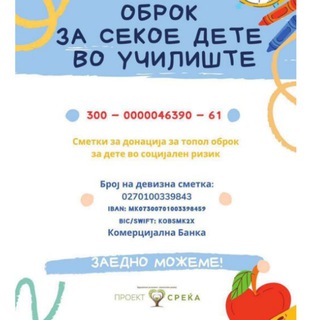 ОБРОК
ЗА СЕКОЕ ДЕТЕ
ВО УЧИЛИШТЕ
300 – 0000046390 – 61
Сметки за донација за топол оброк
за дете во социјален ризик
Број на девизна сметка:
0270100339843
IBAN: MK07300701003398459
BIC/SWIFT: KOBSMK2X
Комерцијална Банка
ЗАЕДНО МОЖЕМЕ!
ПРОЕКТ СРЕЌА